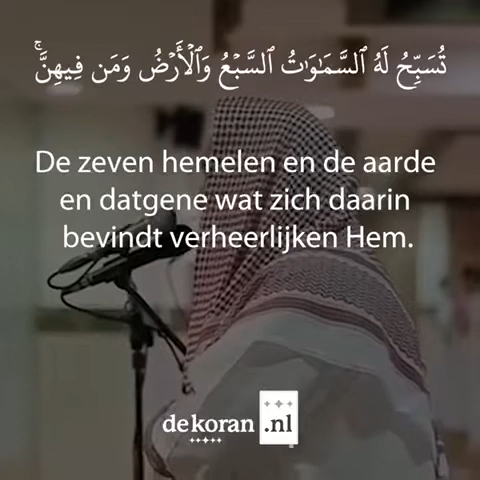 تُسَبِّحُ لَهُ ٱلسَّمَـٰوَٰتُ ٱلسَّبْعُ وَٱلْأَرْضُ وَمَن فِيهِنَّ ۚ
De zeven hemelen en de aarde
en datgene wat zich daarin
bevindt verheerlijken Hem.
dekoran.nl